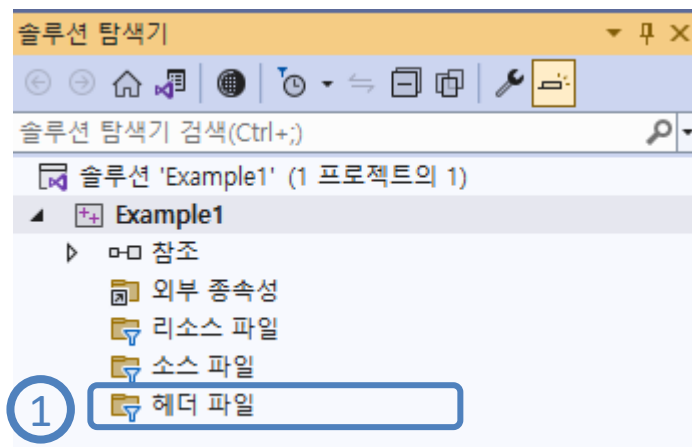 솔루션 탐색기
솔루션 탐색기 검색(Ctrl+;)
솔루션 'Example1' (1 프로젝트의 1)
Example1
참조
외부 종속성
리소스 파일
소스 파일
1 헤더 파일